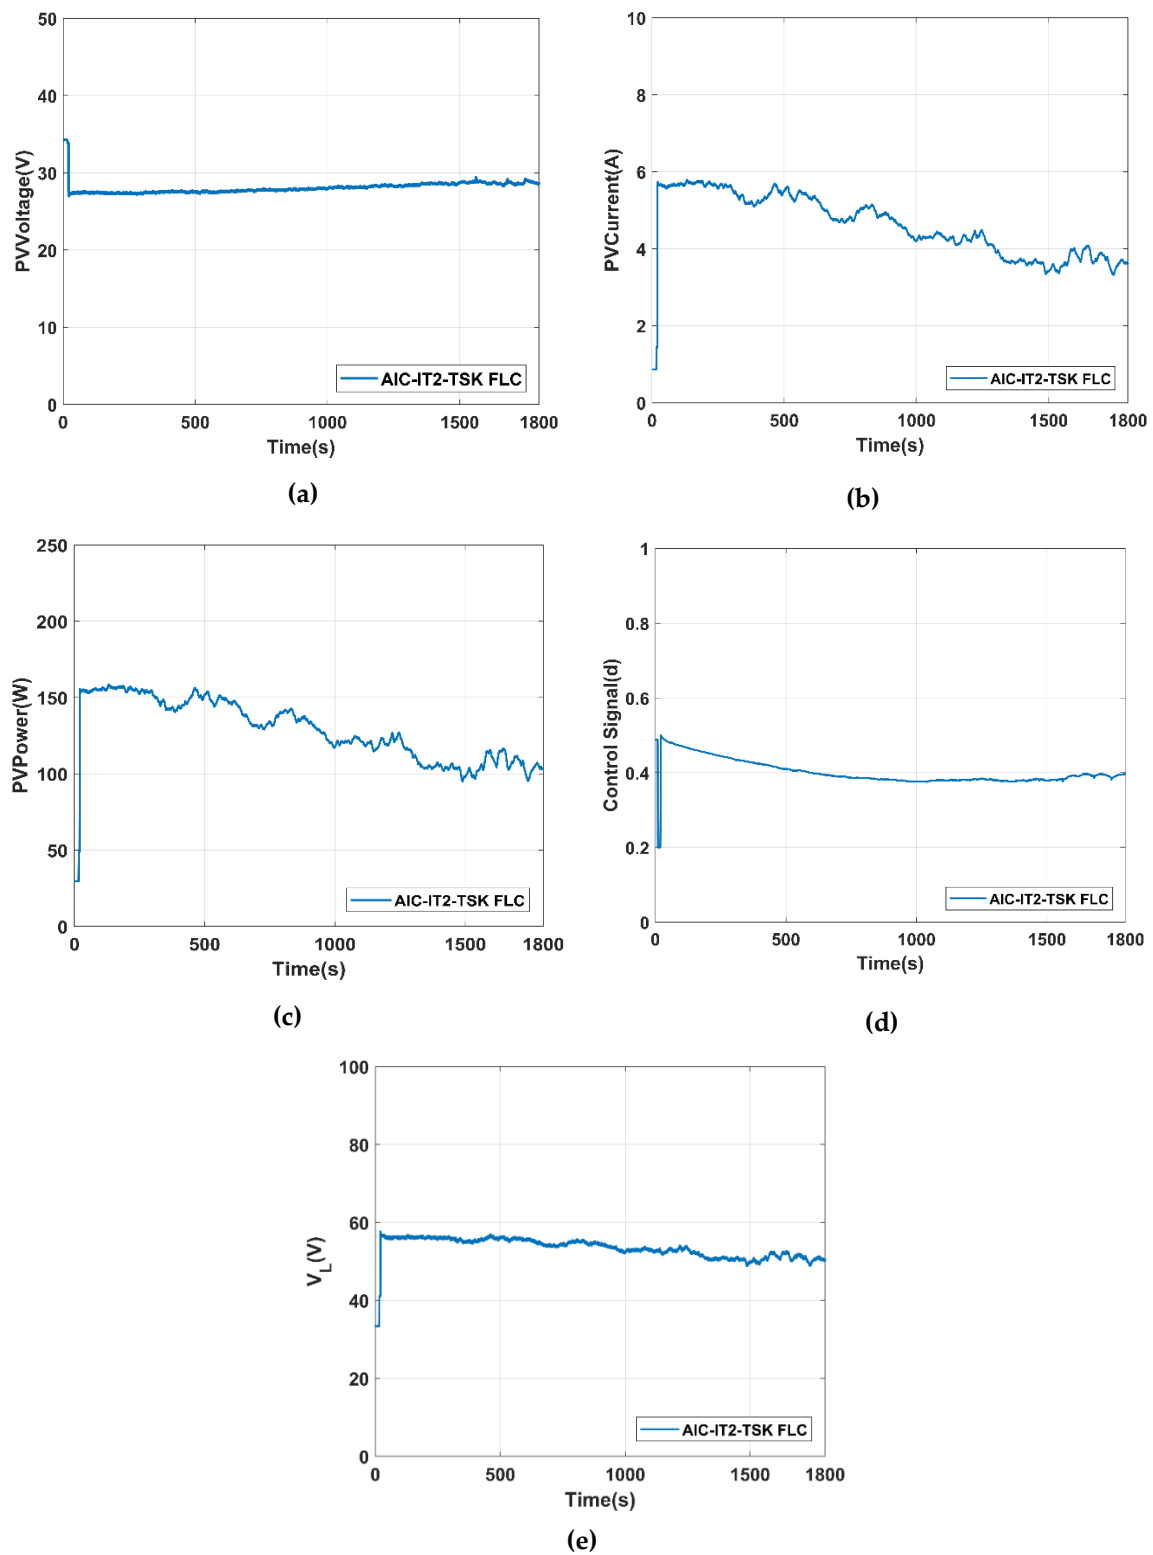 50
40
30
20
10
0
PVVoltage(V)
AIC-IT2-TSK FLC
0 500 1000 1500 1800
Time(s)
(a)
10
8
6
4
2
0
PVCurrent(A)
AIC-IT2-TSK FLC
0 500 1000 1500 1800
Time(s)
(b)
250
200
150
100
50
0
PVPower(W)
AIC-IT2-TSK FLC
0 500 1000 1500 1800
Time(s)
(c)
1
0.8
0.6
0.4
0.2
0
Control Signal(d)
AIC-IT2-TSK FLC
0 500 1000 1500 1800
Time(s)
(d)
100
80
60
40
20
0
V_L(V)
AIC-IT2-TSK FLC
0 500 1000 1500 1800
Time(s)
(e)